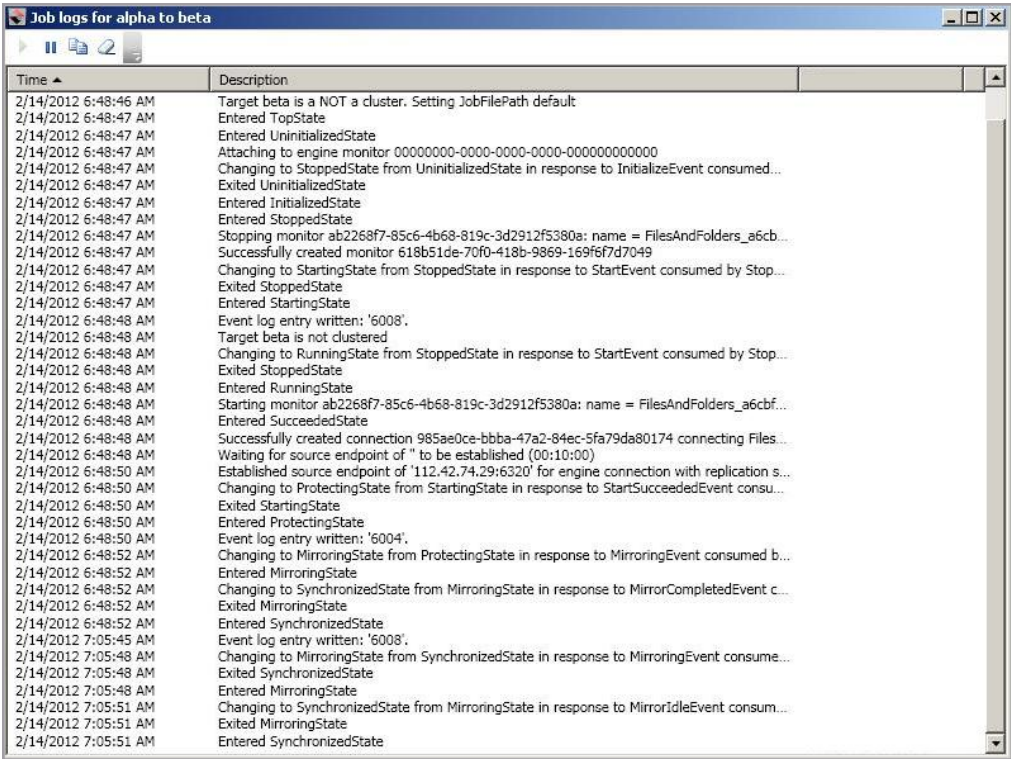 Job logs for alpha to beta
Time Description
2/14/2012 6:48:46 AM Target beta is a NOT a cluster. Setting JobFilePath default
2/14/2012 6:48:47 AM Entered TopState
2/14/2012 6:48:47 AM Entered UninitializedState
2/14/2012 6:48:47 AM Attaching to engine monitor 00000000-0000-0000-0000-000000000000
2/14/2012 6:48:47 AM Changing to StoppedState from UninitializedState in response to InitializeEvent consumed...
2/14/2012 6:48:47 AM Exited UninitializedState
2/14/2012 6:48:47 AM Entered InitializedState
2/14/2012 6:48:47 AM Entered StoppedState
2/14/2012 6:48:47 AM Stopping monitor ab2268f7-85c6-4b68-819c-3d2912f5380a: name = FilesAndFolders_a6cb...
2/14/2012 6:48:47 AM Successfully created monitor 618b51de-70f0-418b-9869-169f6f7d7049
2/14/2012 6:48:47 AM Changing to StartingState from StoppedState in response to StartEvent consumed by Stop...
2/14/2012 6:48:47 AM Exited StoppedState
2/14/2012 6:48:47 AM Entered StartingState
2/14/2012 6:48:48 AM Event log entry written: '6008'.
2/14/2012 6:48:48 AM Target beta is not clustered
2/14/2012 6:48:48 AM Changing to RunningState from StoppedState in response to StartEvent consumed by Stop...
2/14/2012 6:48:48 AM Exited StoppedState
2/14/2012 6:48:48 AM Entered RunningState
2/14/2012 6:48:48 AM Starting monitor ab2268f7-85c6-4b68-819c-3d2912f5380a: name = FilesAndFolders_a6cbf...
2/14/2012 6:48:48 AM Entered SucceededState
2/14/2012 6:48:48 AM Successfully created connection 985ae0ce-bbba-47a2-84ec-5fa79da80174 connecting Files...
2/14/2012 6:48:48 AM Waiting for source endpoint of '' to be established (00:10:00)
2/14/2012 6:48:50 AM Established source endpoint of '112.42.74.29:6320' for engine connection with replication s...
2/14/2012 6:48:50 AM Changing to ProtectingState from StartingState in response to StartSucceededEvent consu...
2/14/2012 6:48:50 AM Exited StartingState
2/14/2012 6:48:50 AM Entered ProtectingState
2/14/2012 6:48:50 AM Event log entry written: '6004'.
2/14/2012 6:48:52 AM Changing to MirroringState from ProtectingState in response to MirroringEvent consumed b...
2/14/2012 6:48:52 AM Entered MirroringState
2/14/2012 6:48:52 AM Changing to SynchronizedState from MirroringState in response to MirrorCompletedEvent c...
2/14/2012 6:48:52 AM Exited MirroringState
2/14/2012 6:48:52 AM Entered SynchronizedState
2/14/2012 7:05:45 AM Event log entry written: '6008'.
2/14/2012 7:05:48 AM Changing to MirroringState from SynchronizedState in response to MirroringEvent consume...
2/14/2012 7:05:48 AM Exited SynchronizedState
2/14/2012 7:05:48 AM Entered MirroringState
2/14/2012 7:05:51 AM Changing to SynchronizedState from MirroringState in response to MirrorIdleEvent consum...
2/14/2012 7:05:51 AM Exited MirroringState
2/14/2012 7:05:51 AM Entered SynchronizedState